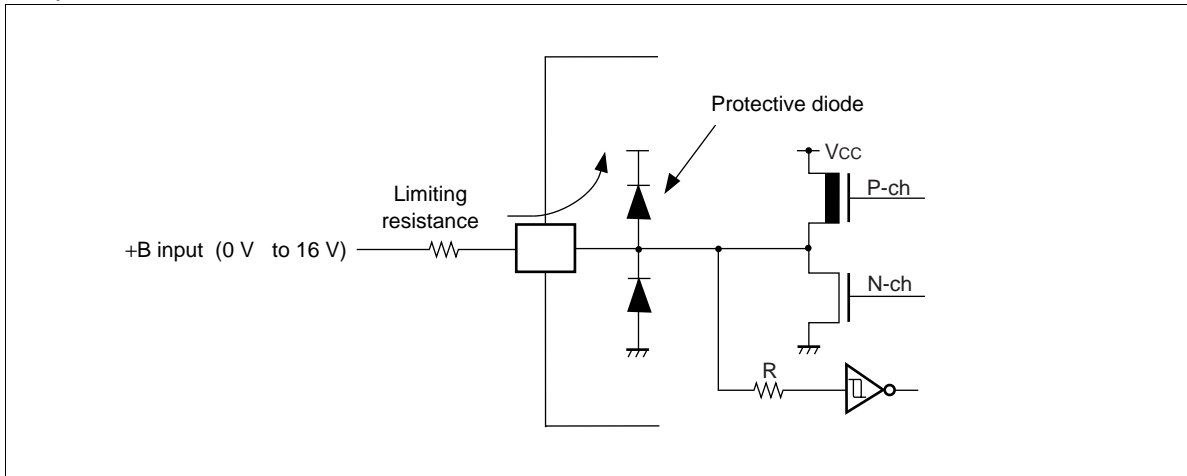 Protective diode
VCC
Limiting
resistance
P-ch
+B input (0 V to 16 V)
N-ch
R